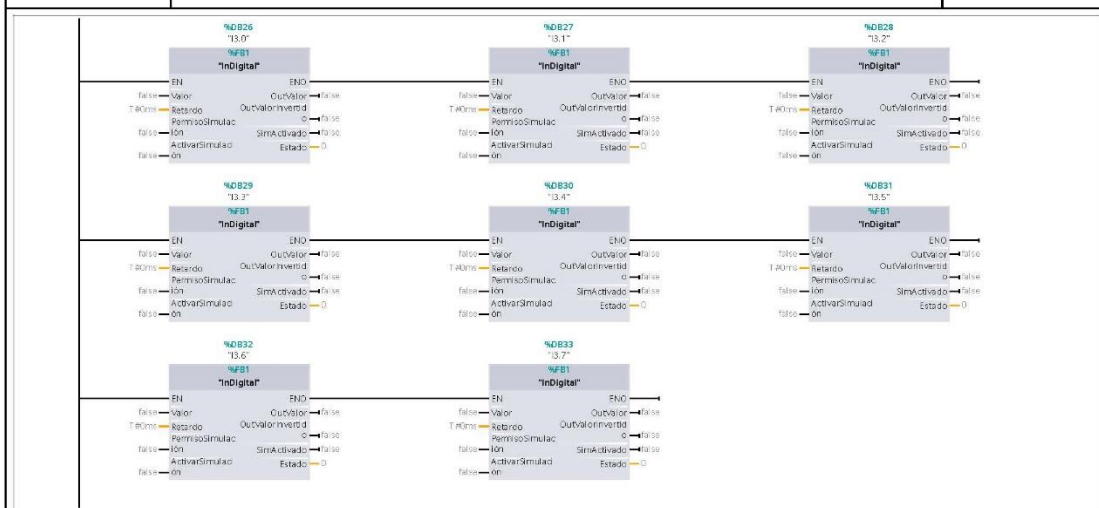 %DB26 %DB27 %DB28
"I3.0" "I3.1" "I3.2"
%FB1 %FB1 %FB1
"InDigital" "InDigital" "InDigital"
EN ENO EN ENO EN ENO
false Valor OutValor false false Valor OutValor false false Valor OutValor false
T#0ms Retardo OutValorInvertid T#0ms Retardo OutValorInvertid T#0ms Retardo OutValorInvertid
PermisoSimulac o false PermisoSimulac o false PermisoSimulac o false
false ión SimActivado false false ión SimActivado false false ión SimActivado false
ActivarSimulaci Estado 0 ActivarSimulaci Estado 0 ActivarSimulaci Estado 0
false ón false ón false ón
%DB29 %DB30 %DB31
"I3.3" "I3.4" "I3.5"
%FB1 %FB1 %FB1
"InDigital" "InDigital" "InDigital"
EN ENO EN ENO EN ENO
false Valor OutValor false false Valor OutValor false false Valor OutValor false
T#0ms Retardo OutValorInvertid T#0ms Retardo OutValorInvertid T#0ms Retardo OutValorInvertid
PermisoSimulac o false PermisoSimulac o false PermisoSimulac o false
false ión SimActivado false false ión SimActivado false false ión SimActivado false
ActivarSimulaci Estado 0 ActivarSimulaci Estado 0 ActivarSimulaci Estado 0
false ón false ón false ón
%DB32 %DB33
"I3.6" "I3.7"
%FB1 %FB1
"InDigital" "InDigital"
EN ENO EN ENO
false Valor OutValor false false Valor OutValor false
T#0ms Retardo OutValorInvertid T#0ms Retardo OutValorInvertid
PermisoSimulac o false PermisoSimulac o false
false ión SimActivado false false ión SimActivado false
ActivarSimulaci Estado 0 ActivarSimulaci Estado 0
false ón false ón